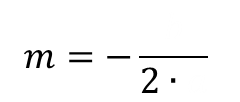 m = − ⁄ 2 ·